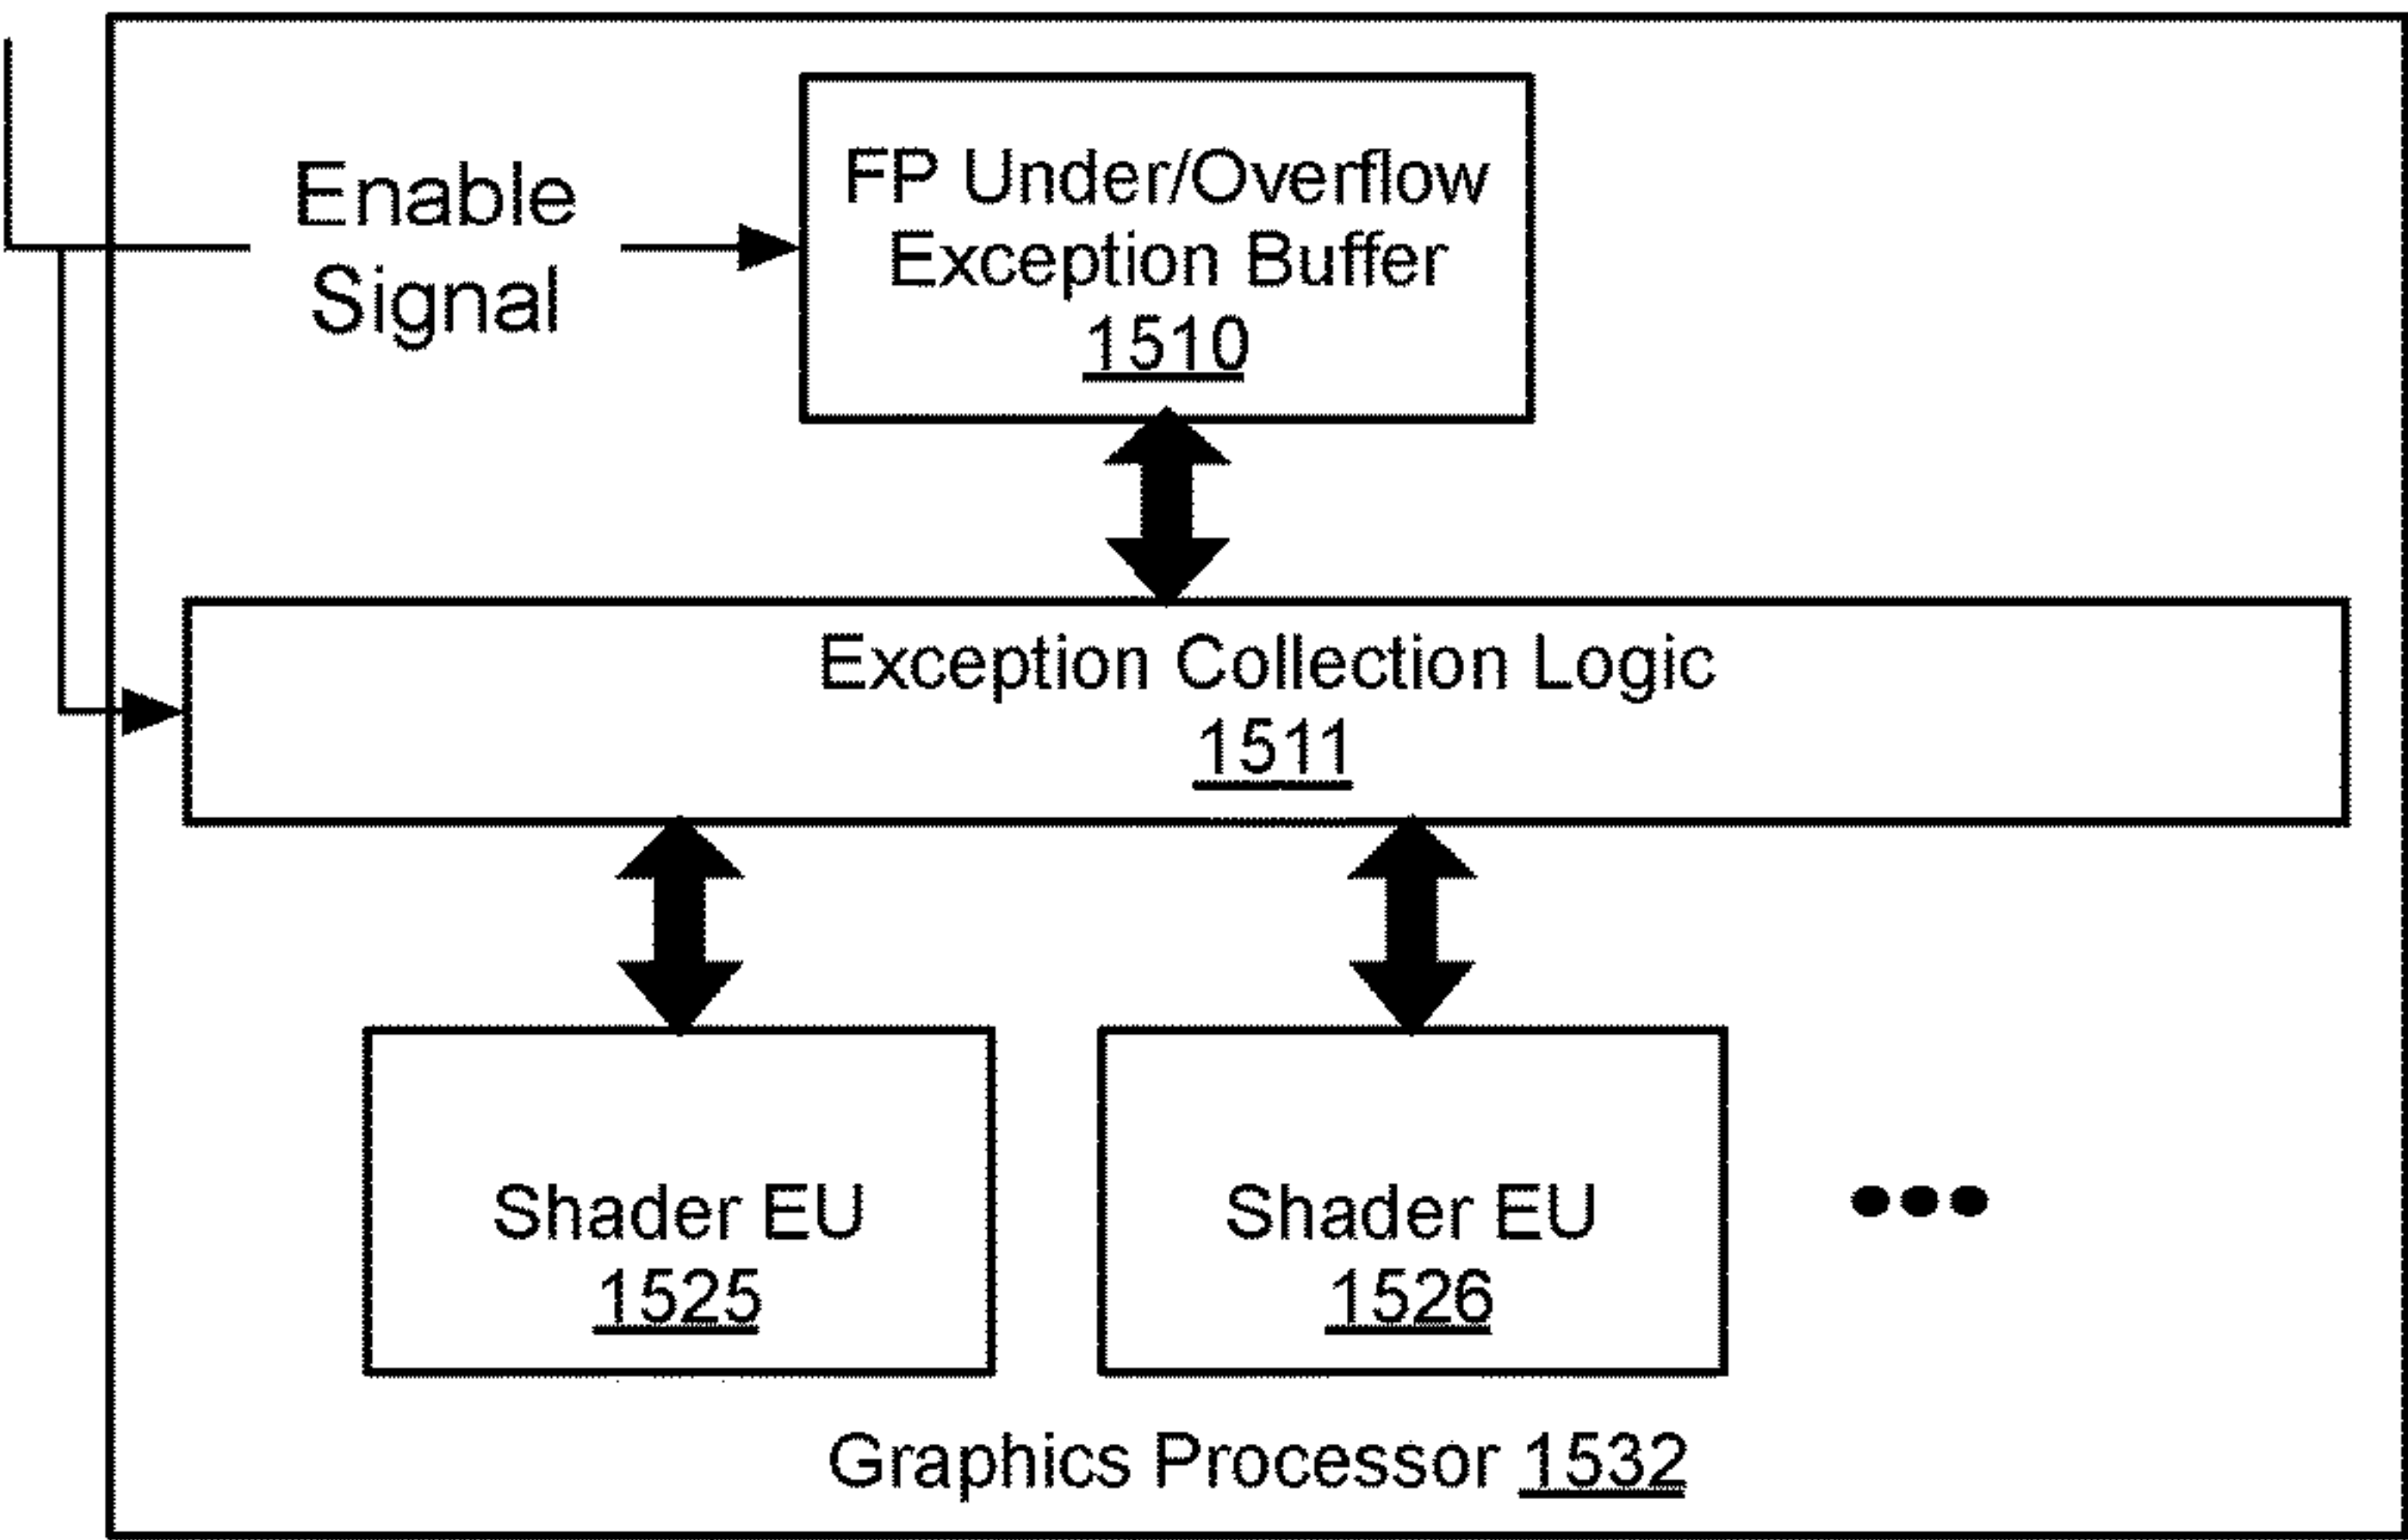 Enable
Signal
FP Under/Overflow
Exception Buffer
1510
Exception Collection Logic
1511
Shader EU
1525
Shader EU
1526
Graphics Processor 1532